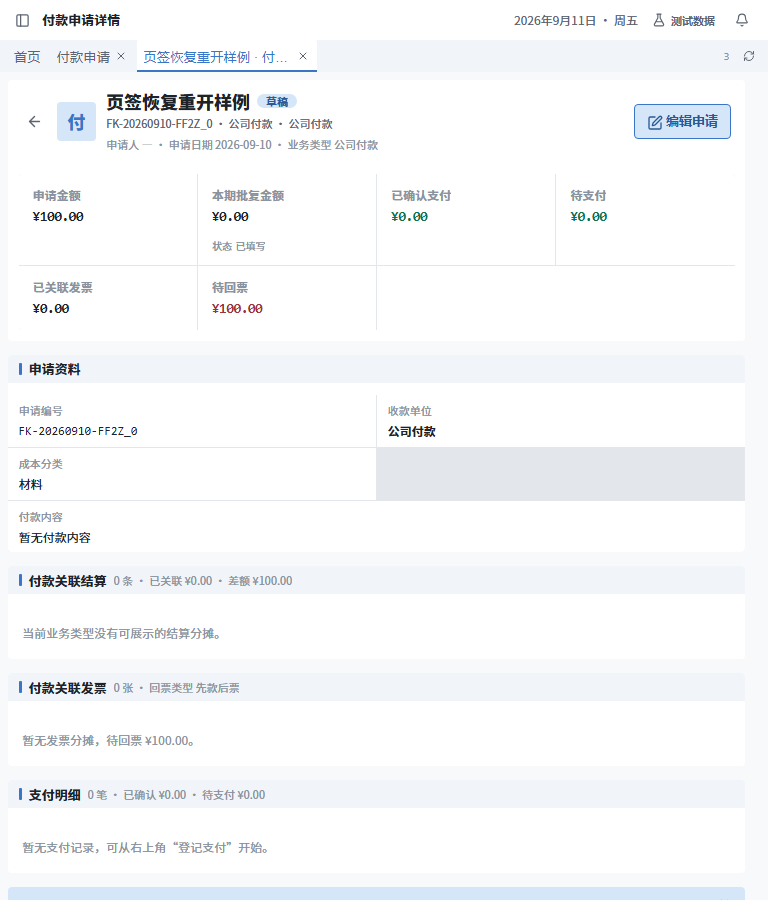 付款申请详情
2026年9月11日 • 周五
测试数据
首页
付款申请
页签恢复重开样例 · 付...
3
付
页签恢复重开样例
草稿
FK-20260910-FF2Z_0 • 公司付款 • 公司付款
申请人 — • 申请日期 2026-09-10 • 业务类型 公司付款
编辑申请
申请金额
¥100.00
本期批复金额
¥0.00
状态 已填写
已确认支付
¥0.00
待支付
¥0.00
已关联发票
¥0.00
待回票
¥100.00
申请资料
申请编号
FK-20260910-FF2Z_0
收款单位
公司付款
成本分类
材料
付款内容
暂无付款内容
付款关联结算 0 条 • 已关联 ¥0.00 • 差额 ¥100.00
当前业务类型没有可展示的结算分摊。
付款关联发票 0 张 • 回票类型 先款后票
暂无发票分摊，待回票 ¥100.00。
支付明细 0 笔 • 已确认 ¥0.00 • 待支付 ¥0.00
暂无支付记录，可从右上角“登记支付”开始。